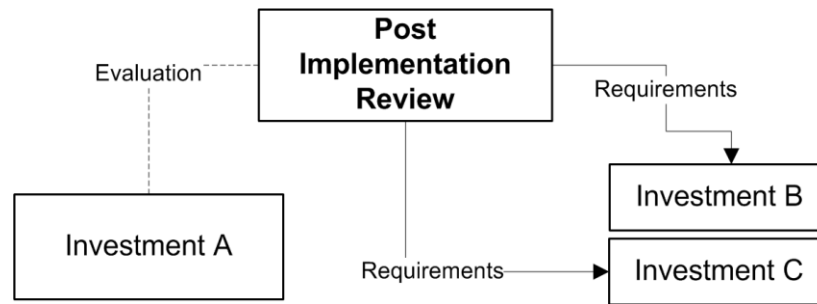 Post
Implementation
Review
Evaluation
Requirements
Investment B
Investment A
Requirements
Investment C